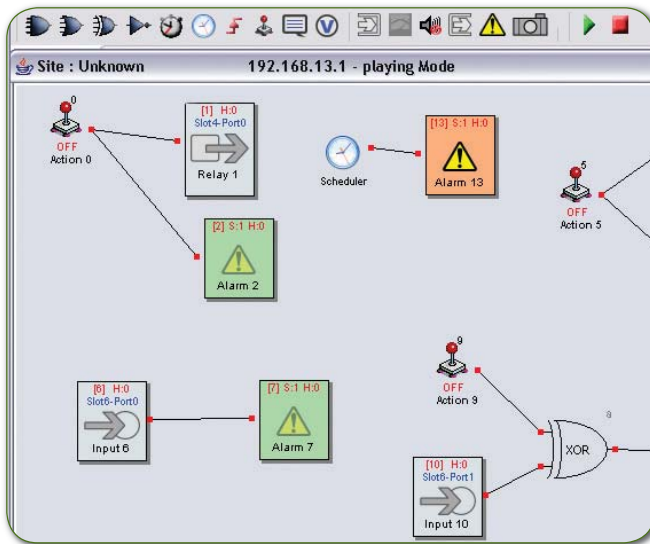 Site : Unknown 192.168.13.1 - playing Mode
0
OFF
Action 0
[1] H:0
Slot4-Port0
Relay 1
[2] S:1 H:0
Alarm 2
Scheduler
[13] S:1 H:0
Alarm 13
5
OFF
Action 5
[6] H:0
Slot6-Port0
Input 6
[7] S:1 H:0
Alarm 7
9
OFF
Action 9
[10] H:0
Slot6-Port1
Input 10
XOR